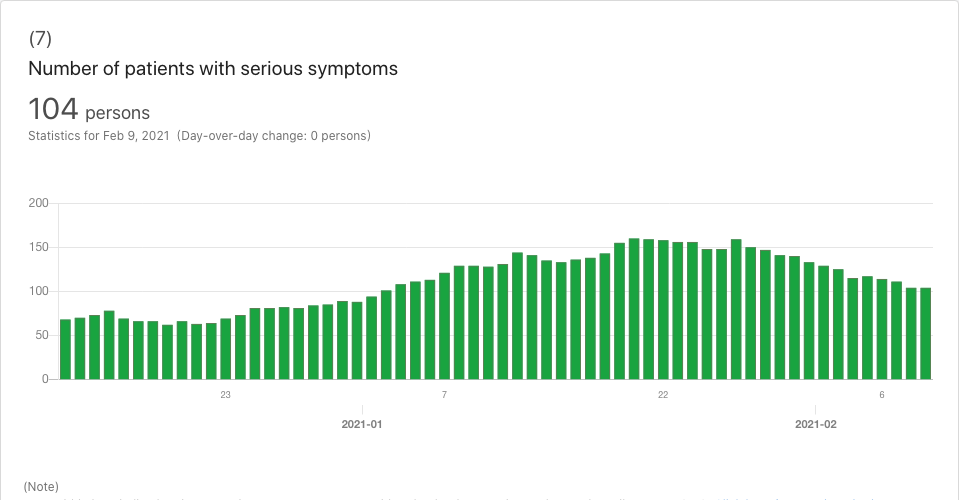 (7)
Number of patients with serious symptoms
104 persons
Statistics for Feb 9, 2021 (Day-over-day change: 0 persons)
200
150
100
50
0
23 7 22 6
2021-01 2021-02
(Note)